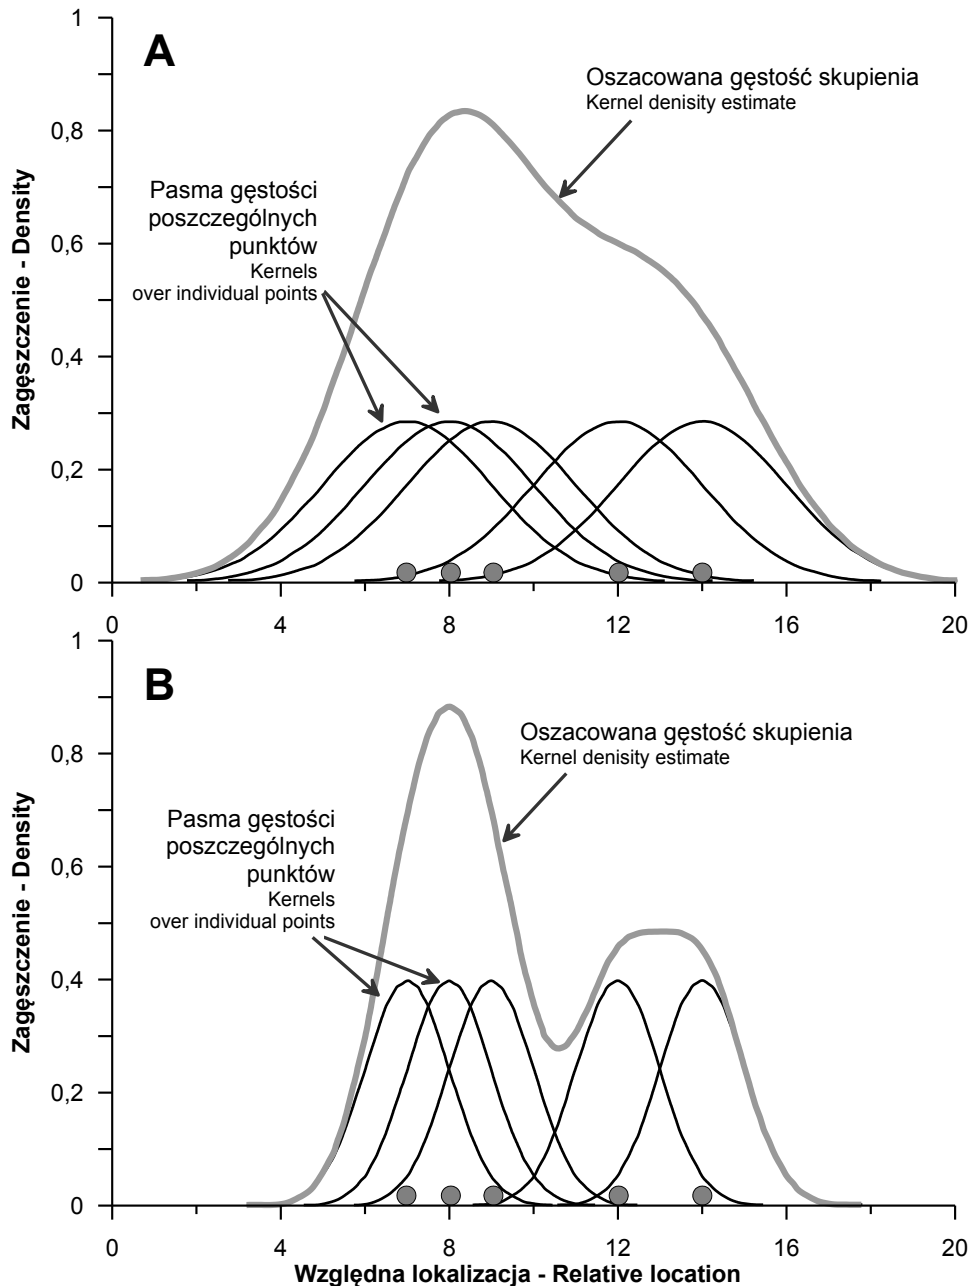 1
A
Oszacowana gęstość skupienia
Kernel denisity estimate
0,8
Pasma gęstości
poszczególnych
punktów
Kernels
over individual points
0,6
0,4
0,2
0
Zagęszczenie - Density
0 4 8 12 16 20
1
B
Oszacowana gęstość skupienia
Kernel denisity estimate
0,8
Pasma gęstości
poszczególnych
punktów
Kernels
over individual points
0,6
0,4
0,2
0
Zagęszczenie - Density
0 4 8 12 16 20
Względna lokalizacja - Relative location